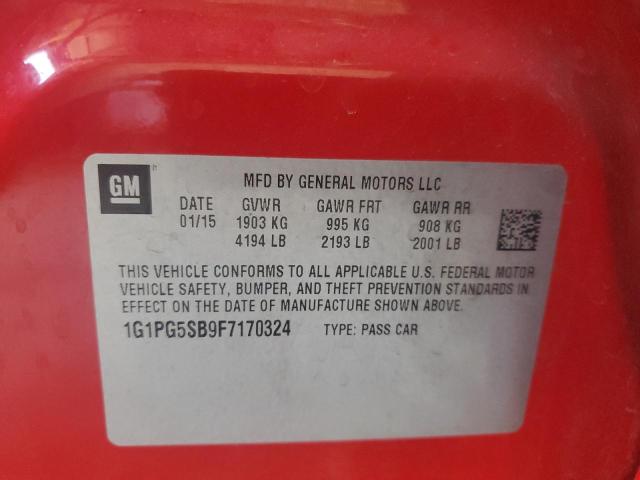 GM
MFD BY GENERAL MOTORS LLC
DATE GVWR GAWR FRT GAWR RR
01/15 1903 KG 995 KG 908 KG
4194 LB 2193 LB 2001 LB
THIS VEHICLE CONFORMS TO ALL APPLICABLE U.S. FEDERAL MOTOR
VEHICLE SAFETY, BUMPER, AND THEFT PREVENTION STANDARDS IN
EFFECT ON THE DATE OF MANUFACTURE SHOWN ABOVE.
1G1PG5SB9F7170324 TYPE: PASS CAR